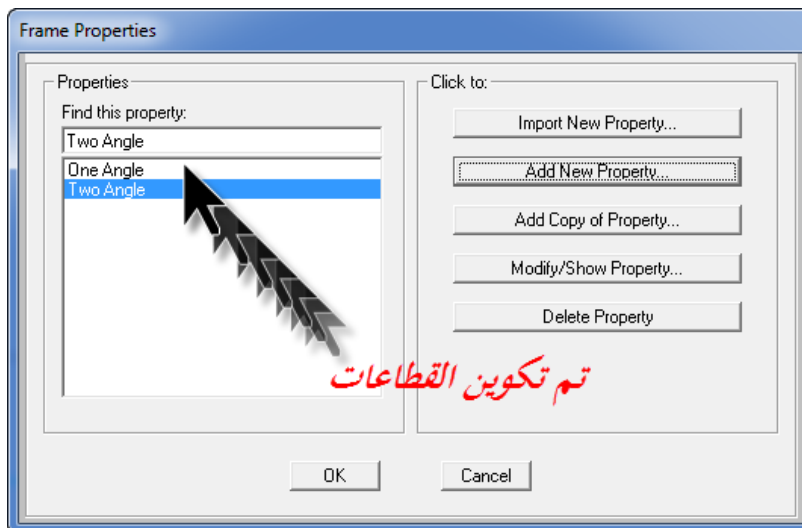 Frame Properties
Properties
Find this property:
Two Angle
One Angle
Two Angle
Click to:
Import New Property...
Add New Property...
Add Copy of Property...
Modify/Show Property...
Delete Property
تم تكوين القطاعات
OK
Cancel